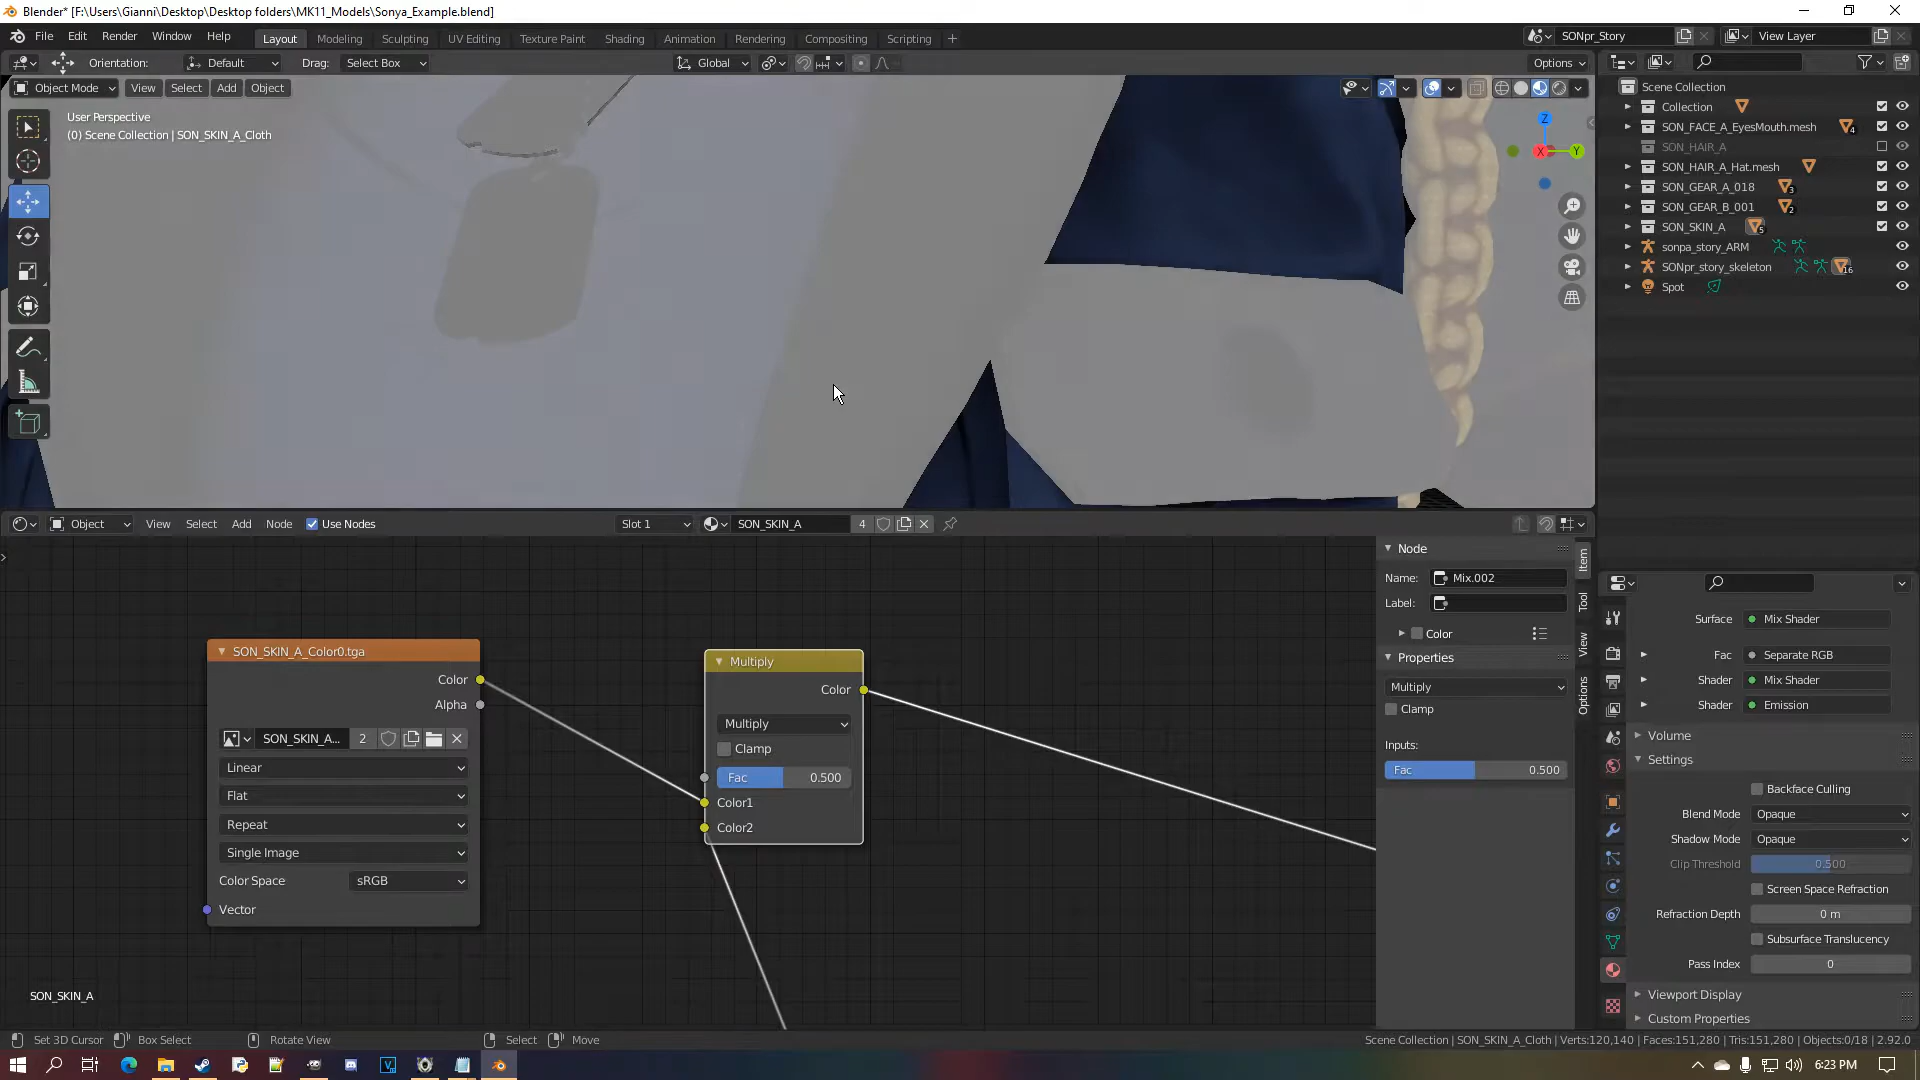 Blender* [F:\Users\Gianni\Desktop\Desktop folders\MK11_Models\Sonya_Example.blend]
File Edit Render Window Help Layout Modeling Sculpting UV Editing Texture Paint Shading Animation Rendering Compositing Scripting + SONpr_Story View Layer
Orientation: Default Drag: Select Box Global Options
Object Mode View Select Add Object
User Perspective
(0) Scene Collection | SON_SKIN_A_Cloth
Z
X
Y
Scene Collection
Collection
SON_FACE_A_EyesMouth.mesh 4
SON_HAIR_A
SON_HAIR_A_Hat.mesh
SON_GEAR_A_018 3
SON_GEAR_B_001 2
SON_SKIN_A 5
sonpa_story_ARM
SONpr_story_skeleton 16
Spot
Object View Select Add Node Use Nodes Slot 1 SON_SKIN_A 4
SON_SKIN_A_Color0.tga
Color
Alpha
SON_SKIN_A... 2
Linear
Flat
Repeat
Single Image
Color Space sRGB
Vector
Multiply
Color
Multiply
Clamp
Fac 0.500
Color1
Color2
SON_SKIN_A
Node
Name: Mix.002
Label:
Color
Properties
Multiply
Clamp
Inputs:
Fac 0.500
Item
Tool
View
Options
Surface Mix Shader
Fac Separate RGB
Shader Mix Shader
Shader Emission
Volume
Settings
Backface Culling
Blend Mode Opaque
Shadow Mode Opaque
Clip Threshold 0.500
Screen Space Refraction
Refraction Depth 0 m
Subsurface Translucency
Pass Index 0
Viewport Display
Custom Properties
Set 3D Cursor Box Select Rotate View Select Move Scene Collection | SON_SKIN_A_Cloth | Verts:120,140 | Faces:151,280 | Tris:151,280 | Objects:0/18 | 2.92.0
6:23 PM